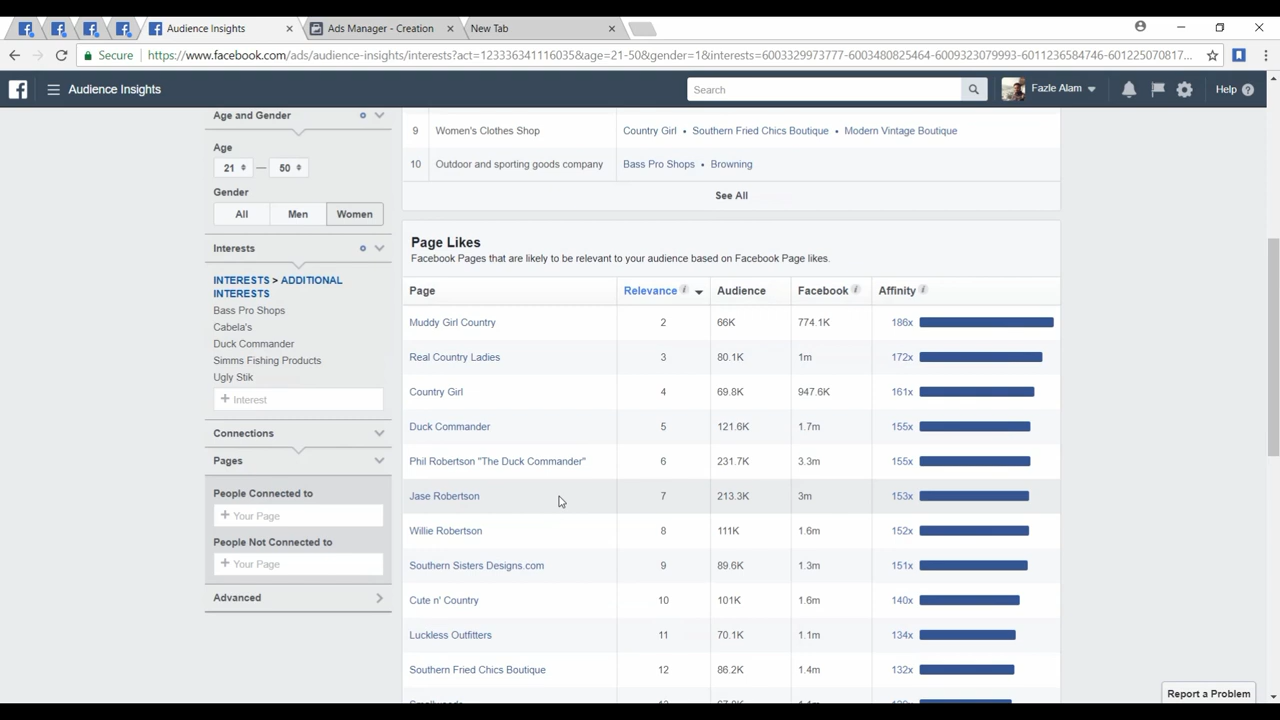 Audience Insights
Ads Manager - Creation
New Tab
Secure
https://www.facebook.com/ads/audience-insights/interests?act=123336341116035&age=21-50&gender=1&interests=6003329973777-6003480825464-6009323079993-6011236584746-601225070817...
Audience Insights
Search
Fazle Alam
Help
Age and Gender
Age
21 — 50
Gender
All Men Women
Interests
INTERESTS > ADDITIONAL
INTERESTS
Bass Pro Shops
Cabela's
Duck Commander
Simms Fishing Products
Ugly Stik
+ Interest
Connections
Pages
People Connected to
+ Your Page
People Not Connected to
+ Your Page
Advanced
9 Women's Clothes Shop Country Girl • Southern Fried Chics Boutique • Modern Vintage Boutique
10 Outdoor and sporting goods company Bass Pro Shops • Browning
See All
Page Likes
Facebook Pages that are likely to be relevant to your audience based on Facebook Page likes.
Page Relevance Audience Facebook Affinity
Muddy Girl Country 2 66K 774.1K 186x
Real Country Ladies 3 80.1K 1m 172x
Country Girl 4 69.8K 947.6K 161x
Duck Commander 5 121.6K 1.7m 155x
Phil Robertson "The Duck Commander" 6 231.7K 3.3m 155x
Jase Robertson 7 213.3K 3m 153x
Willie Robertson 8 111K 1.6m 152x
Southern Sisters Designs.com 9 89.6K 1.3m 151x
Cute n' Country 10 101K 1.6m 140x
Luckless Outfitters 11 70.1K 1.1m 134x
Southern Fried Chics Boutique 12 86.2K 1.4m 132x
Report a Problem